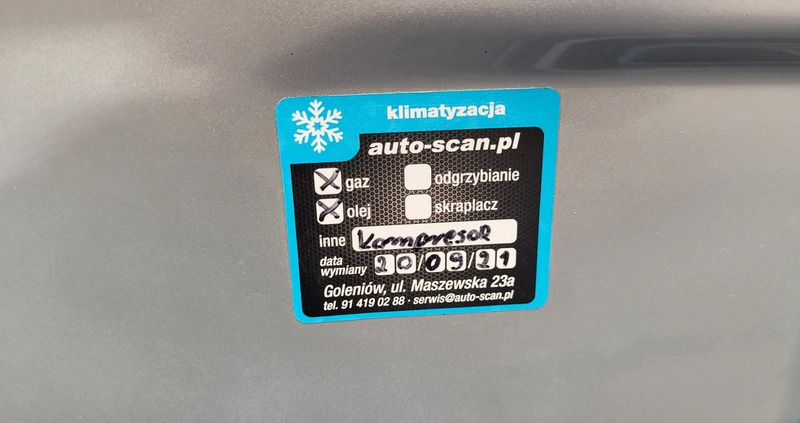 klimatyzacja
auto-scan.pl
X gaz odgrzybianie
X olej skraplacz
inne Kompresor
data wymiany 20/09/21
Goleniów, ul. Maszewska 23a
tel. 91 419 02 88 · serwis@auto-scan.pl